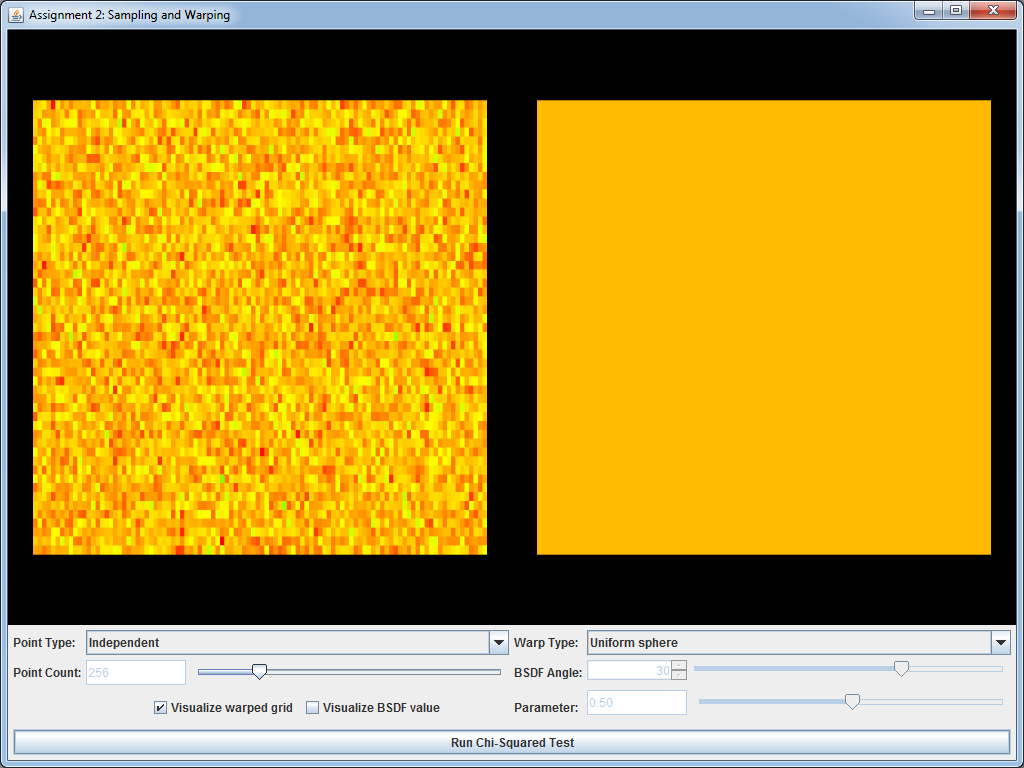 Assignment 2: Sampling and Warping
Point Type: Independent Warp Type: Uniform sphere
Point Count: 256 BSDF Angle: 30
Visualize warped grid Visualize BSDF value Parameter: 0.50
Run Chi-Squared Test